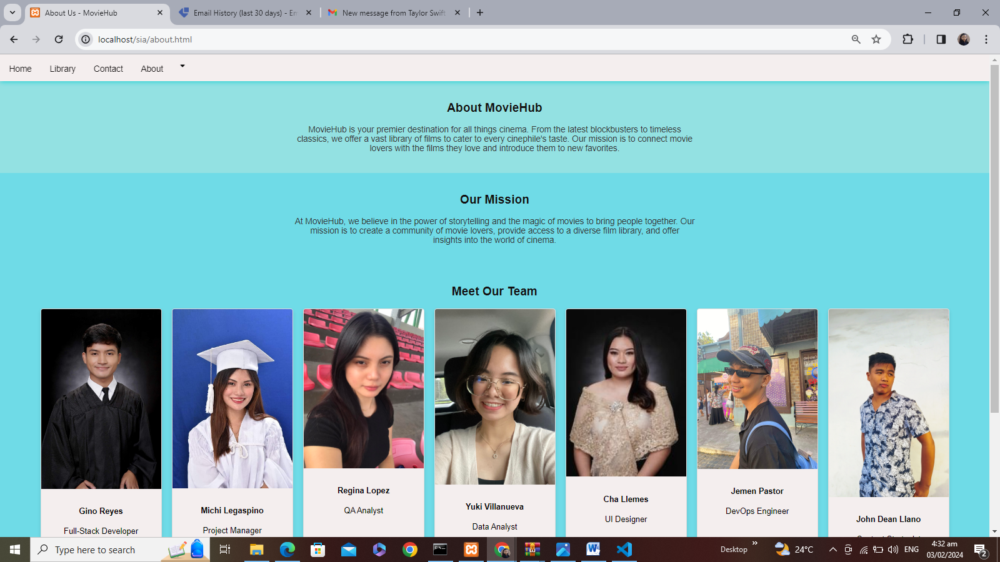 About Us - MovieHub
Email History (last 30 days) - Em
New message from Taylor Swift
localhost/sia/about.html
Home Library Contact About
About MovieHub
MovieHub is your premier destination for all things cinema. From the latest blockbusters to timeless
classics, we offer a vast library of films to cater to every cinephile's taste. Our mission is to connect movie
lovers with the films they love and introduce them to new favorites.
Our Mission
At MovieHub, we believe in the power of storytelling and the magic of movies to bring people together. Our
mission is to create a community of movie lovers, provide access to a diverse film library, and offer
insights into the world of cinema.
Meet Our Team
Gino Reyes
Full-Stack Developer
Michi Legaspino
Project Manager
Regina Lopez
QA Analyst
Yuki Villanueva
Data Analyst
Cha Llemes
UI Designer
Jemen Pastor
DevOps Engineer
John Dean Llano
Type here to search
Desktop
24°C
ENG
4:32 am
03/02/2024
2